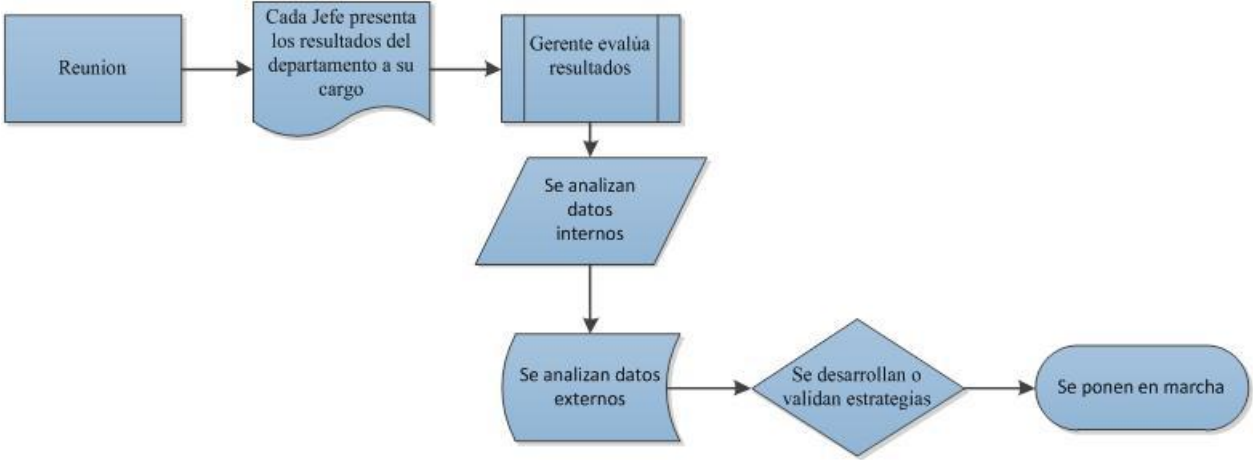 Reunion
Cada Jefe presenta
los resultados del
departamento a su
cargo
Gerente evalúa
resultados
Se analizan
datos
internos
Se analizan datos
externos
Se desarrollan o
validan estrategias
Se ponen en marcha